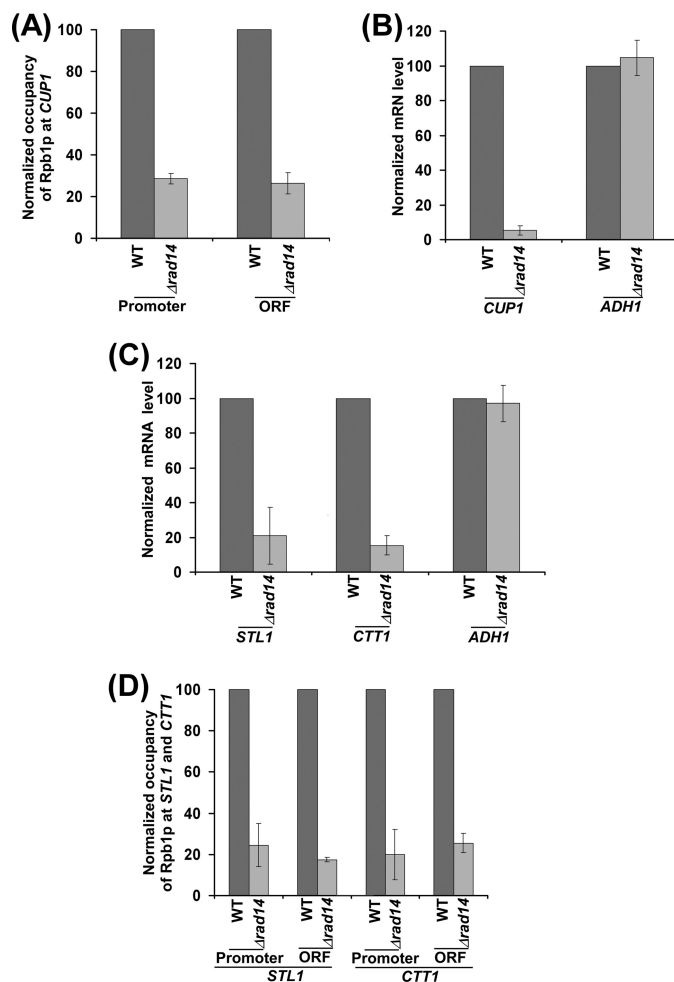 (A)
Normalized occupancy
of Rpb1p at CUP1
100
80
60
40
20
0
WT
Δrad14
WT
Δrad14
Promoter
ORF
(B)
Normalized mRN level
120
100
80
60
40
20
0
WT
Δrad14
WT
Δrad14
CUP1
ADH1
(C)
Normalized mRNA level
120
100
80
60
40
20
0
WT
Δrad14
WT
Δrad14
WT
Δrad14
STL1
CTT1
ADH1
(D)
Normalized occupancy
of Rpb1p at STL1 and CTT1
100
80
60
40
20
0
WT
Δrad14
WT
Δrad14
WT
Δrad14
WT
Δrad14
Promoter
ORF
Promoter
ORF
STL1
CTT1